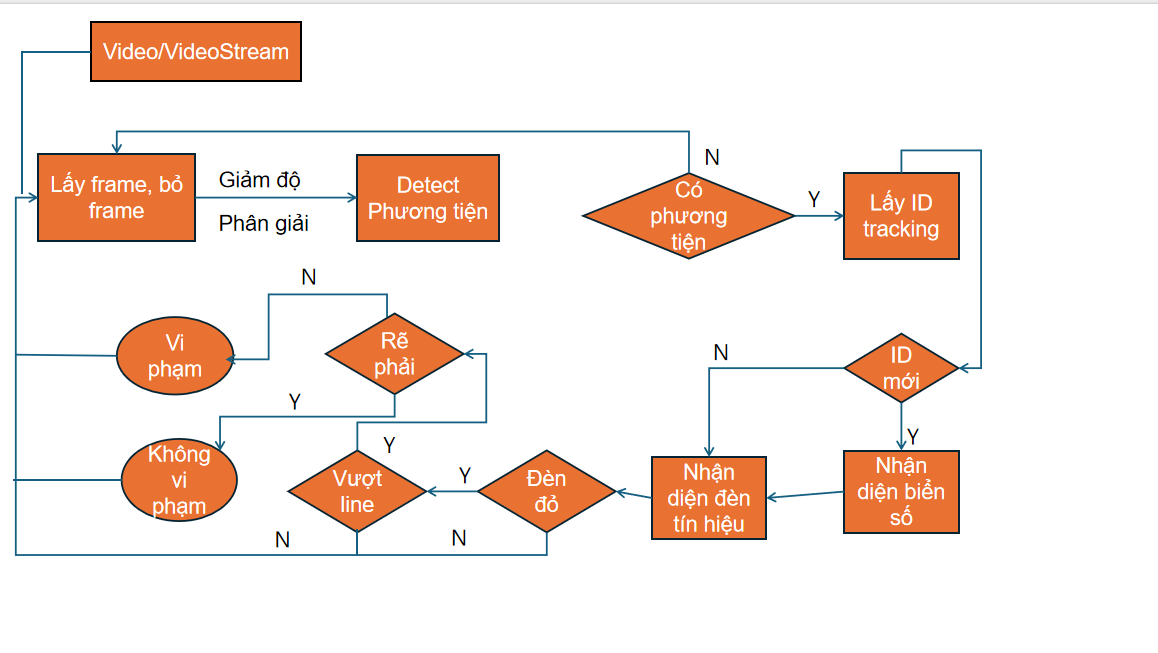 Video/VideoStream
Lấy frame, bỏ
frame
Giảm độ
Phân giải
Detect
Phương tiện
N
Có
phương
tiện
Y
Lấy ID
tracking
N
Vi
phạm
Rẽ
phải
N
ID
mới
Y
Y
Không
vi
phạm
Y
Vượt
line
Y
Đèn
đỏ
Nhận
diện đèn
tín hiệu
Nhận
diện biển
số
N
N